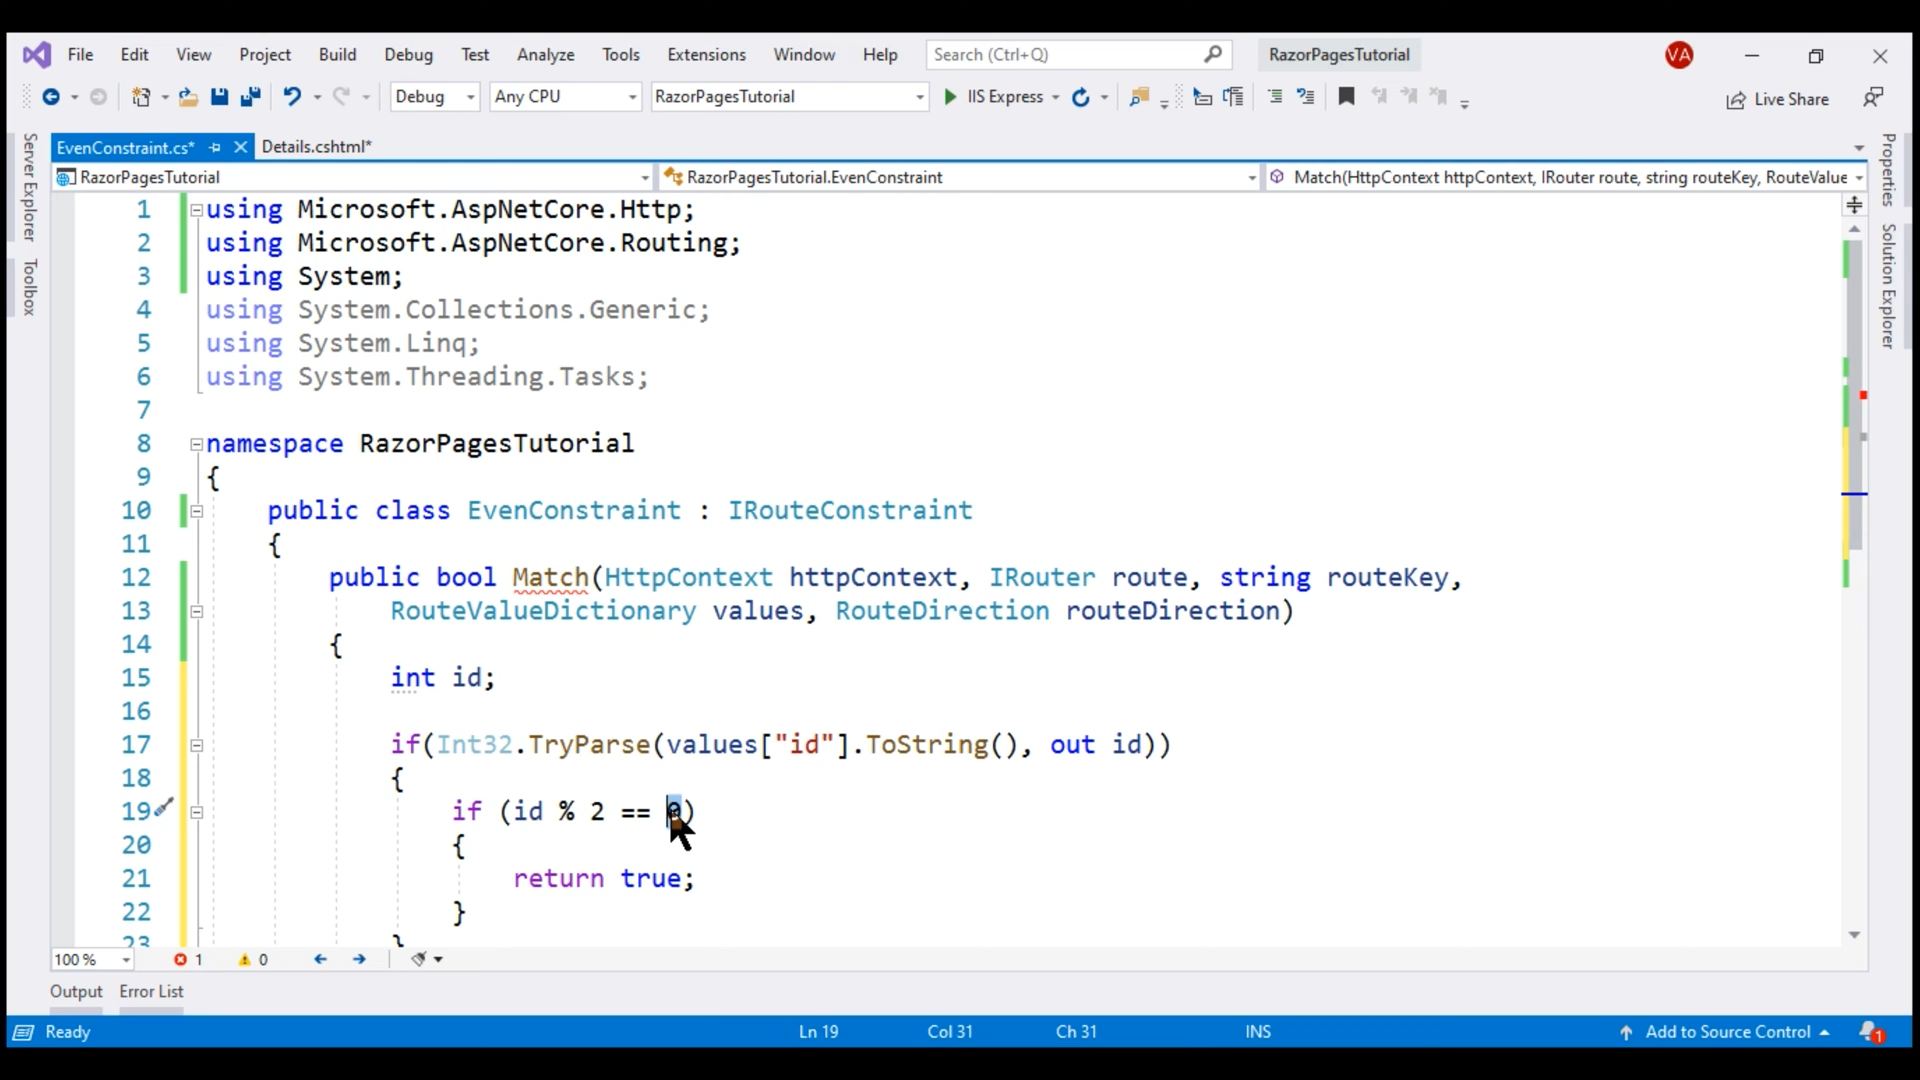 File Edit View Project Build Debug Test Analyze Tools Extensions Window Help Search (Ctrl+Q) RazorPagesTutorial VA
Debug Any CPU RazorPagesTutorial IIS Express Live Share
EvenConstraint.cs* Details.cshtml*
RazorPagesTutorial RazorPagesTutorial.EvenConstraint Match(HttpContext httpContext, IRouter route, string routeKey, RouteValue
Server Explorer
Toolbox
Properties
Solution Explorer
1 using Microsoft.AspNetCore.Http;
2 using Microsoft.AspNetCore.Routing;
3 using System;
4 using System.Collections.Generic;
5 using System.Linq;
6 using System.Threading.Tasks;
7
8 namespace RazorPagesTutorial
9 {
10 public class EvenConstraint : IRouteConstraint
11 {
12 public bool Match(HttpContext httpContext, IRouter route, string routeKey,
13 RouteValueDictionary values, RouteDirection routeDirection)
14 {
15 int id;
16
17 if(Int32.TryParse(values["id"].ToString(), out id))
18 {
19 if (id % 2 == 0)
20 {
21 return true;
22 }
23 }
100 % 1 0
Output Error List
Ready Ln 19 Col 31 Ch 31 INS Add to Source Control 1